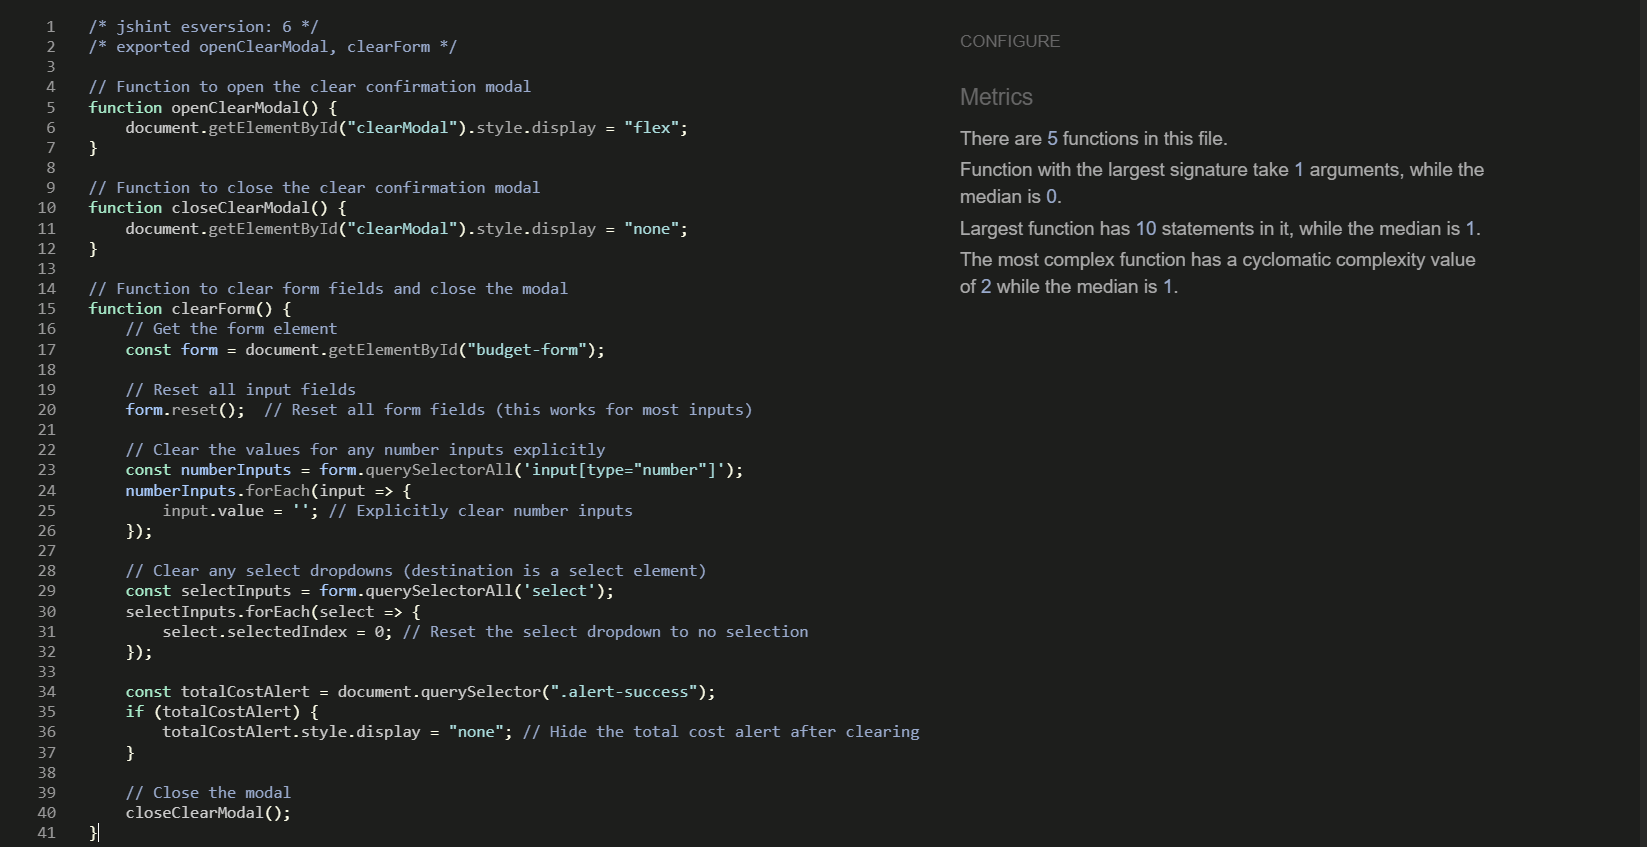 1 /* jshint esversion: 6 */
2 /* exported openClearModal, clearForm */
3
4 // Function to open the clear confirmation modal
5 function openClearModal() {
6     document.getElementById("clearModal").style.display = "flex";
7 }
8
9 // Function to close the clear confirmation modal
10 function closeClearModal() {
11     document.getElementById("clearModal").style.display = "none";
12 }
13
14 // Function to clear form fields and close the modal
15 function clearForm() {
16     // Get the form element
17     const form = document.getElementById("budget-form");
18
19     // Reset all input fields
20     form.reset();  // Reset all form fields (this works for most inputs)
21
22     // Clear the values for any number inputs explicitly
23     const numberInputs = form.querySelectorAll('input[type="number"]');
24     numberInputs.forEach(input => {
25         input.value = ''; // Explicitly clear number inputs
26     });
27
28     // Clear any select dropdowns (destination is a select element)
29     const selectInputs = form.querySelectorAll('select');
30     selectInputs.forEach(select => {
31         select.selectedIndex = 0; // Reset the select dropdown to no selection
32     });
33
34     const totalCostAlert = document.querySelector(".alert-success");
35     if (totalCostAlert) {
36         totalCostAlert.style.display = "none"; // Hide the total cost alert after clearing
37     }
38
39     // Close the modal
40     closeClearModal();
41 }
CONFIGURE
Metrics
There are 5 functions in this file.
Function with the largest signature take 1 arguments, while the
median is 0.
Largest function has 10 statements in it, while the median is 1.
The most complex function has a cyclomatic complexity value
of 2 while the median is 1.